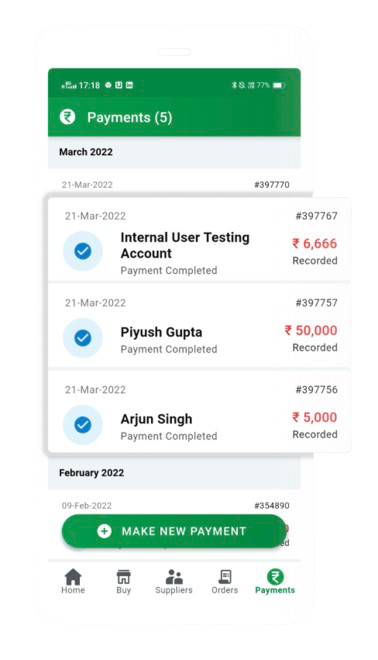 17:18
77%
Payments (5)
March 2022
21-Mar-2022 #397770
21-Mar-2022 #397767
Internal User Testing ₹ 6,666
Account Recorded
Payment Completed
21-Mar-2022 #397757
Piyush Gupta ₹ 50,000
Payment Completed Recorded
21-Mar-2022 #397756
Arjun Singh ₹ 5,000
Payment Completed Recorded
February 2022
09-Feb-2022 #354890
MAKE NEW PAYMENT
Home Buy Suppliers Orders Payments